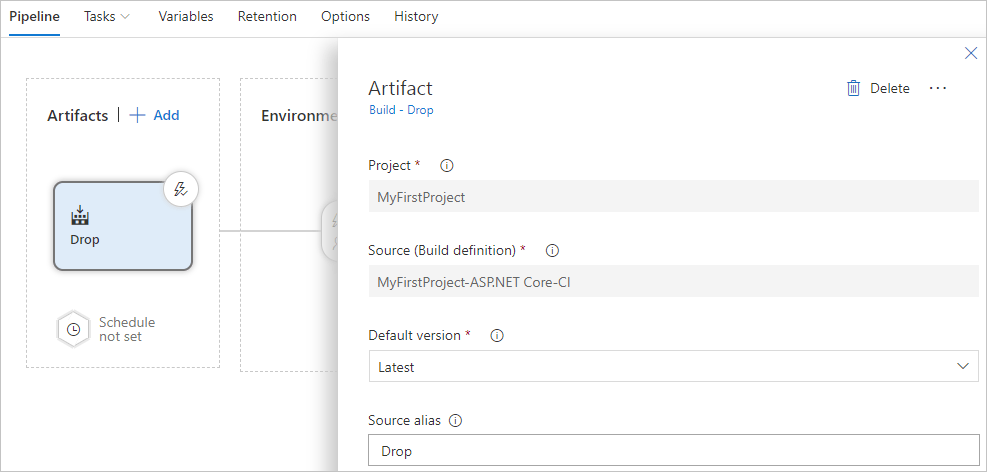 Pipeline Tasks Variables Retention Options History
Artifacts | + Add
Environme
Drop
Schedule
not set
Artifact
Build - Drop
Delete ...
Project *
MyFirstProject
Source (Build definition) *
MyFirstProject-ASP.NET Core-CI
Default version *
Latest
Source alias
Drop